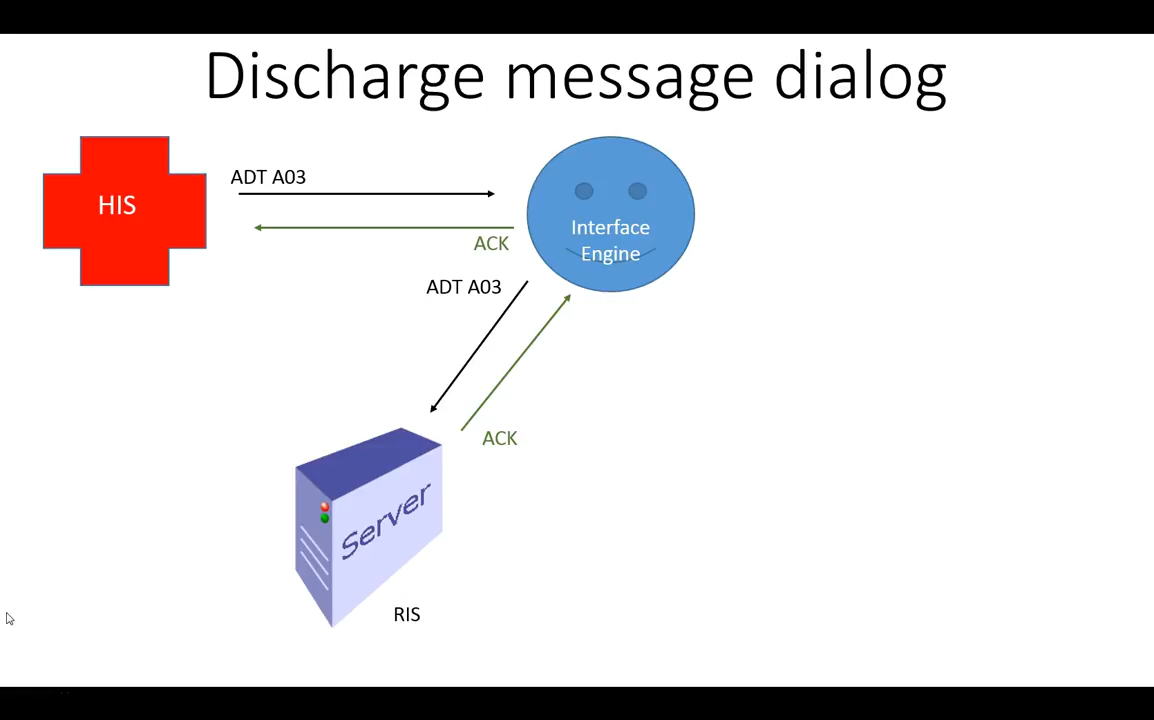 Discharge message dialog
HIS
ADT A03
ACK
Interface
Engine
ADT A03
ACK
Server
RIS